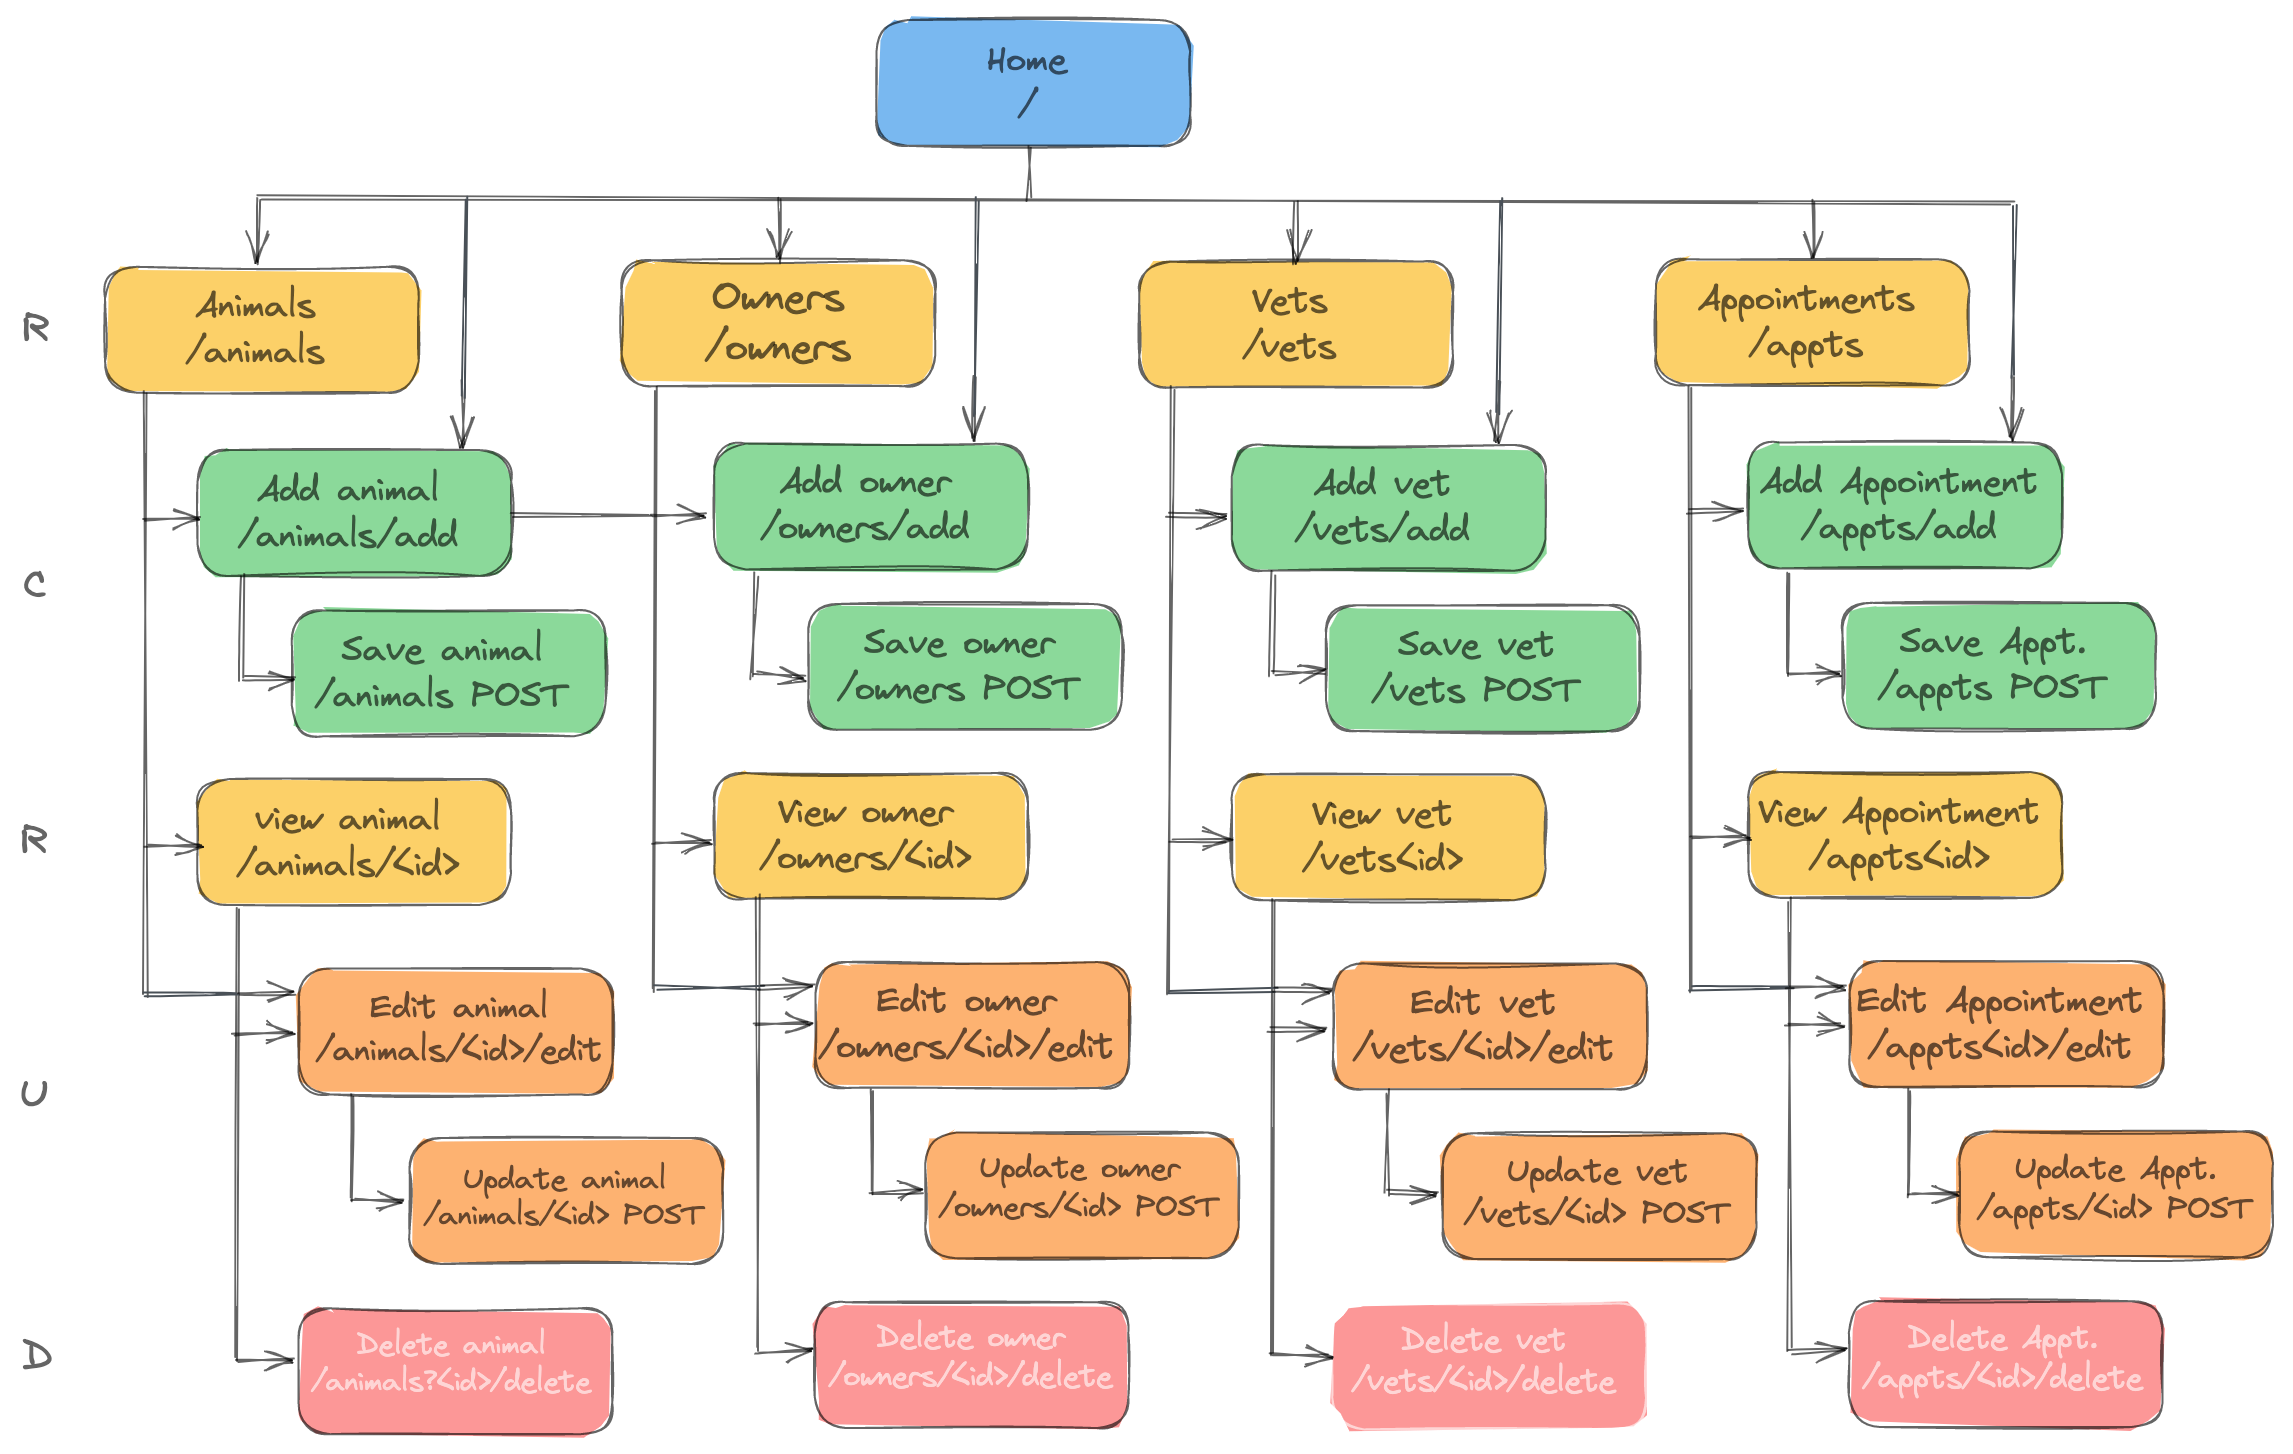 Home
/
R
Animals
/animals
Owners
/owners
Vets
/vets
Appointments
/appts
C
Add animal
/animals/add
Add owner
/owners/add
Add vet
/vets/add
Add Appointment
/appts/add
Save animal
/animals POST
Save owner
/owners POST
Save vet
/vets POST
Save Appt.
/appts POST
R
view animal
/animals/<id>
View owner
/owners/<id>
View vet
/vets<id>
View Appointment
/appts<id>
U
Edit animal
/animals/<id>/edit
Edit owner
/owners/<id>/edit
Edit vet
/vets/<id>/edit
Edit Appointment
/appts<id>/edit
Update animal
/animals/<id> POST
Update owner
/owners/<id> POST
Update vet
/vets/<id> POST
Update Appt.
/appts/<id> POST
D
Delete animal
/animals?<id>/delete
Delete owner
/owners/<id>/delete
Delete vet
/vets/<id>/delete
Delete Appt.
/appts/<id>/delete